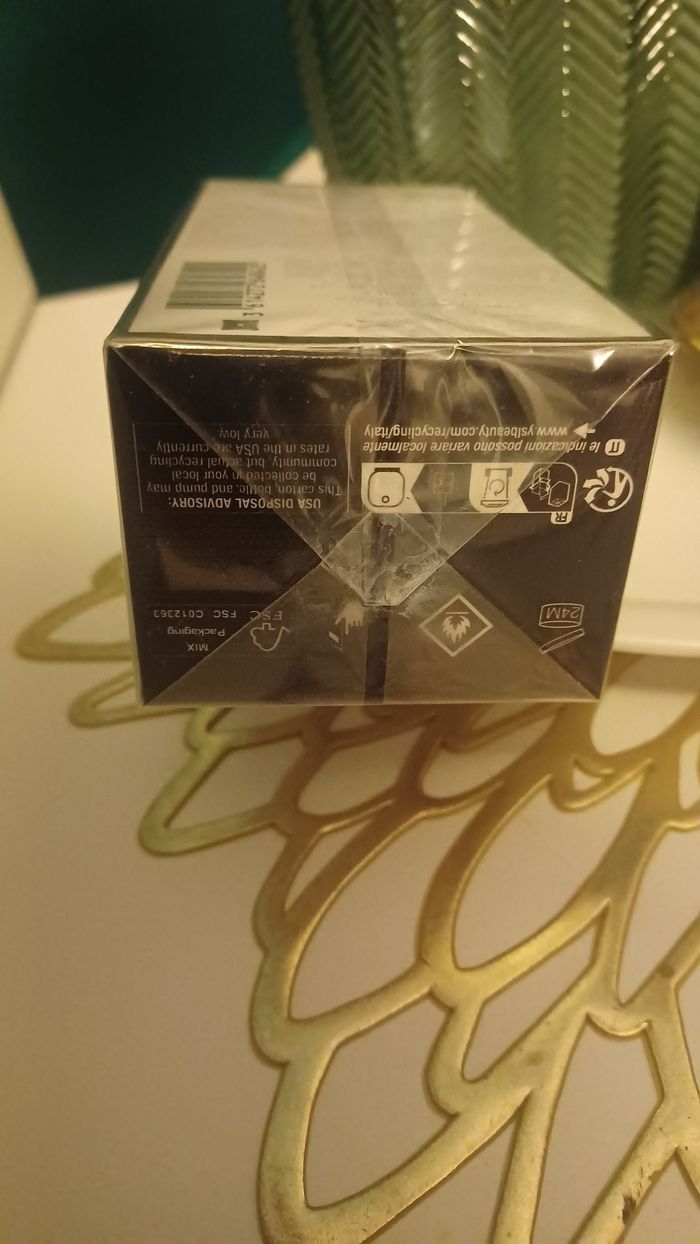 USA DISPOSAL ADVISORY:
This carton, bottle, and pump may
be collected in your local
community, but actual recycling
rates in the USA are currently
very low.
FR
IT le indicazioni possono variare localmente
www.yslbeauty.com/recycling/italy
24M
MIX
Packaging
FSC FSC C012363